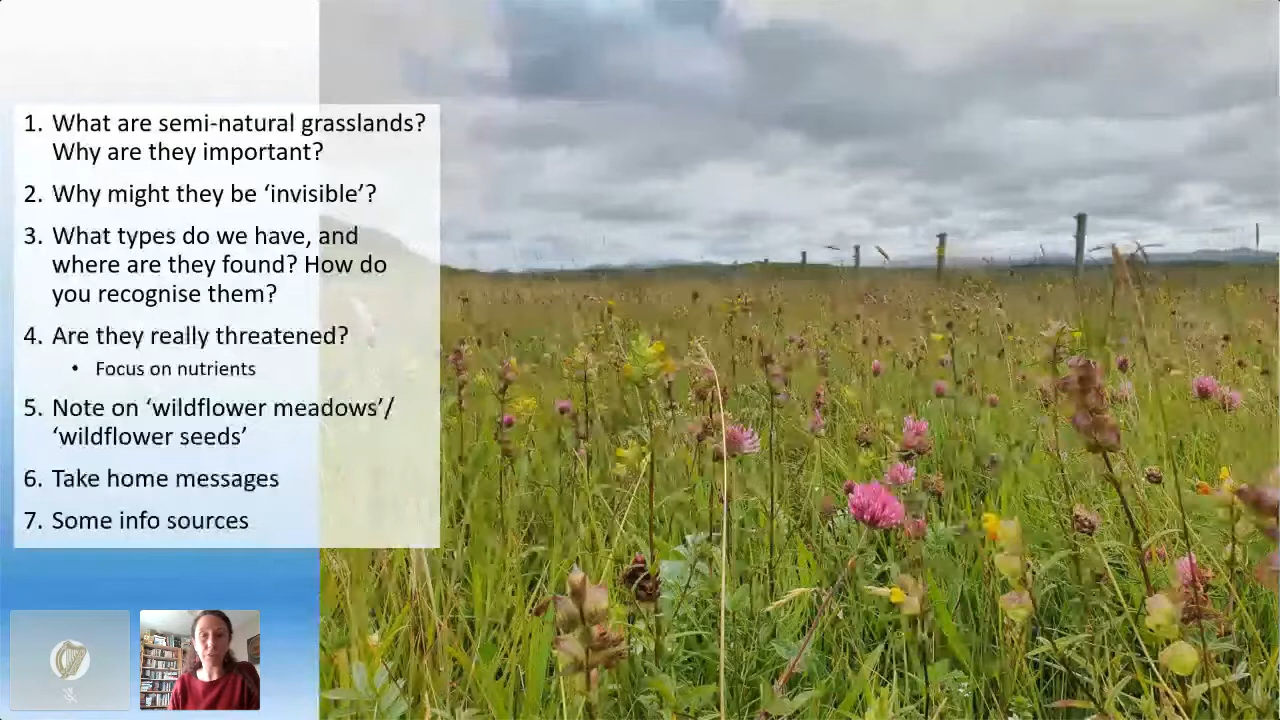 1. What are semi-natural grasslands?
Why are they important?
2. Why might they be ‘invisible’?
3. What types do we have, and
where are they found? How do
you recognise them?
4. Are they really threatened?
• Focus on nutrients
5. Note on ‘wildflower meadows’/
‘wildflower seeds’
6. Take home messages
7. Some info sources